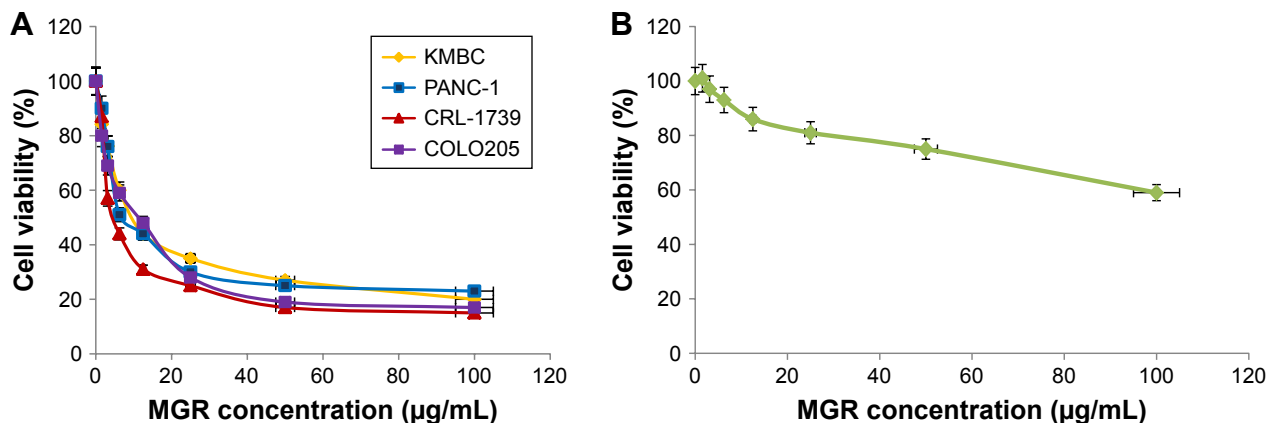 A
120
100
80
60
40
20
0
Cell viability (%)
KMBC
PANC-1
CRL-1739
COLO205
0 20 40 60 80 100 120
MGR concentration (µg/mL)
B
120
100
80
60
40
20
0
Cell viability (%)
0 20 40 60 80 100 120
MGR concentration (µg/mL)